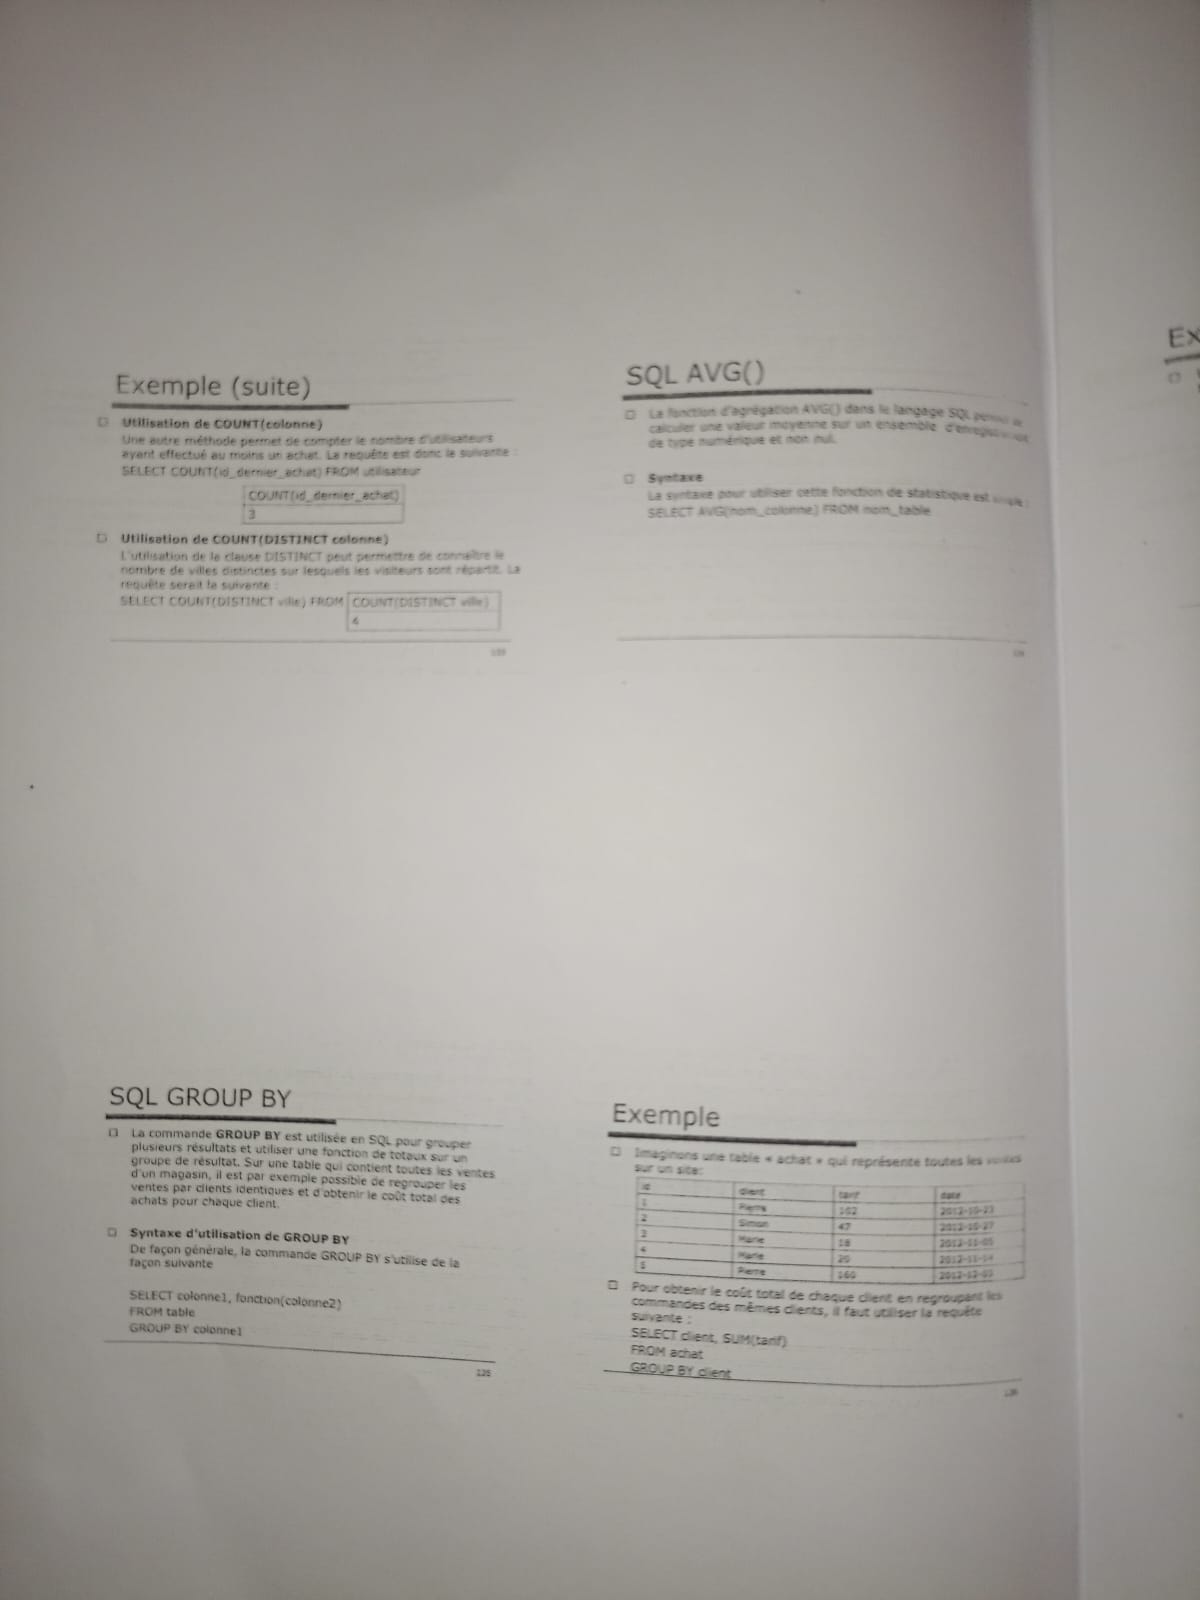 Exemple (suite)
□ Utilisation de COUNT(colonne)
Une autre méthode permet de compter le nombre d'utilisateurs
ayant effectué au moins un achat. La requête est donc la suivante :
SELECT COUNT(id_dernier_achat) FROM utilisateur
COUNT(id_dernier_achat)
3
□ Utilisation de COUNT(DISTINCT colonne)
L'utilisation de la clause DISTINCT peut permettre de connaître le
nombre de villes distinctes sur lesquels les visiteurs sont répartit. La
requête serait la suivante :
SELECT COUNT(DISTINCT ville) FROM
COUNT(DISTINCT ville)
4
SQL AVG()
□ La fonction d'agrégation AVG() dans le langage SQL permet de
calculer une valeur moyenne sur un ensemble d'enregistrement
de type numérique et non nul.
□ Syntaxe
La syntaxe pour utiliser cette fonction de statistique est simple :
SELECT AVG(nom_colonne) FROM nom_table
Ex
SQL GROUP BY
□ La commande GROUP BY est utilisée en SQL pour grouper
plusieurs résultats et utiliser une fonction de totaux sur un
groupe de résultat. Sur une table qui contient toutes les ventes
d'un magasin, il est par exemple possible de regrouper les
ventes par clients identiques et d'obtenir le coût total des
achats pour chaque client.
□ Syntaxe d'utilisation de GROUP BY
De façon générale, la commande GROUP BY s'utilise de la
façon suivante
SELECT colonne1, fonction(colonne2)
FROM table
GROUP BY colonne1
125
Exemple
□ Imaginons une table « achat » qui représente toutes les ventes
sur un site:
id client tarif date
1 Pierre 102 2012-10-23
2 Simon 47 2012-10-27
3 Marie 18 2012-11-05
4 Marie 20 2012-11-14
5 Pierre 160 2012-12-03
□ Pour obtenir le coût total de chaque client en regroupant les
commandes des mêmes clients, il faut utiliser la requête
suivante :
SELECT client, SUM(tarif)
FROM achat
GROUP BY client